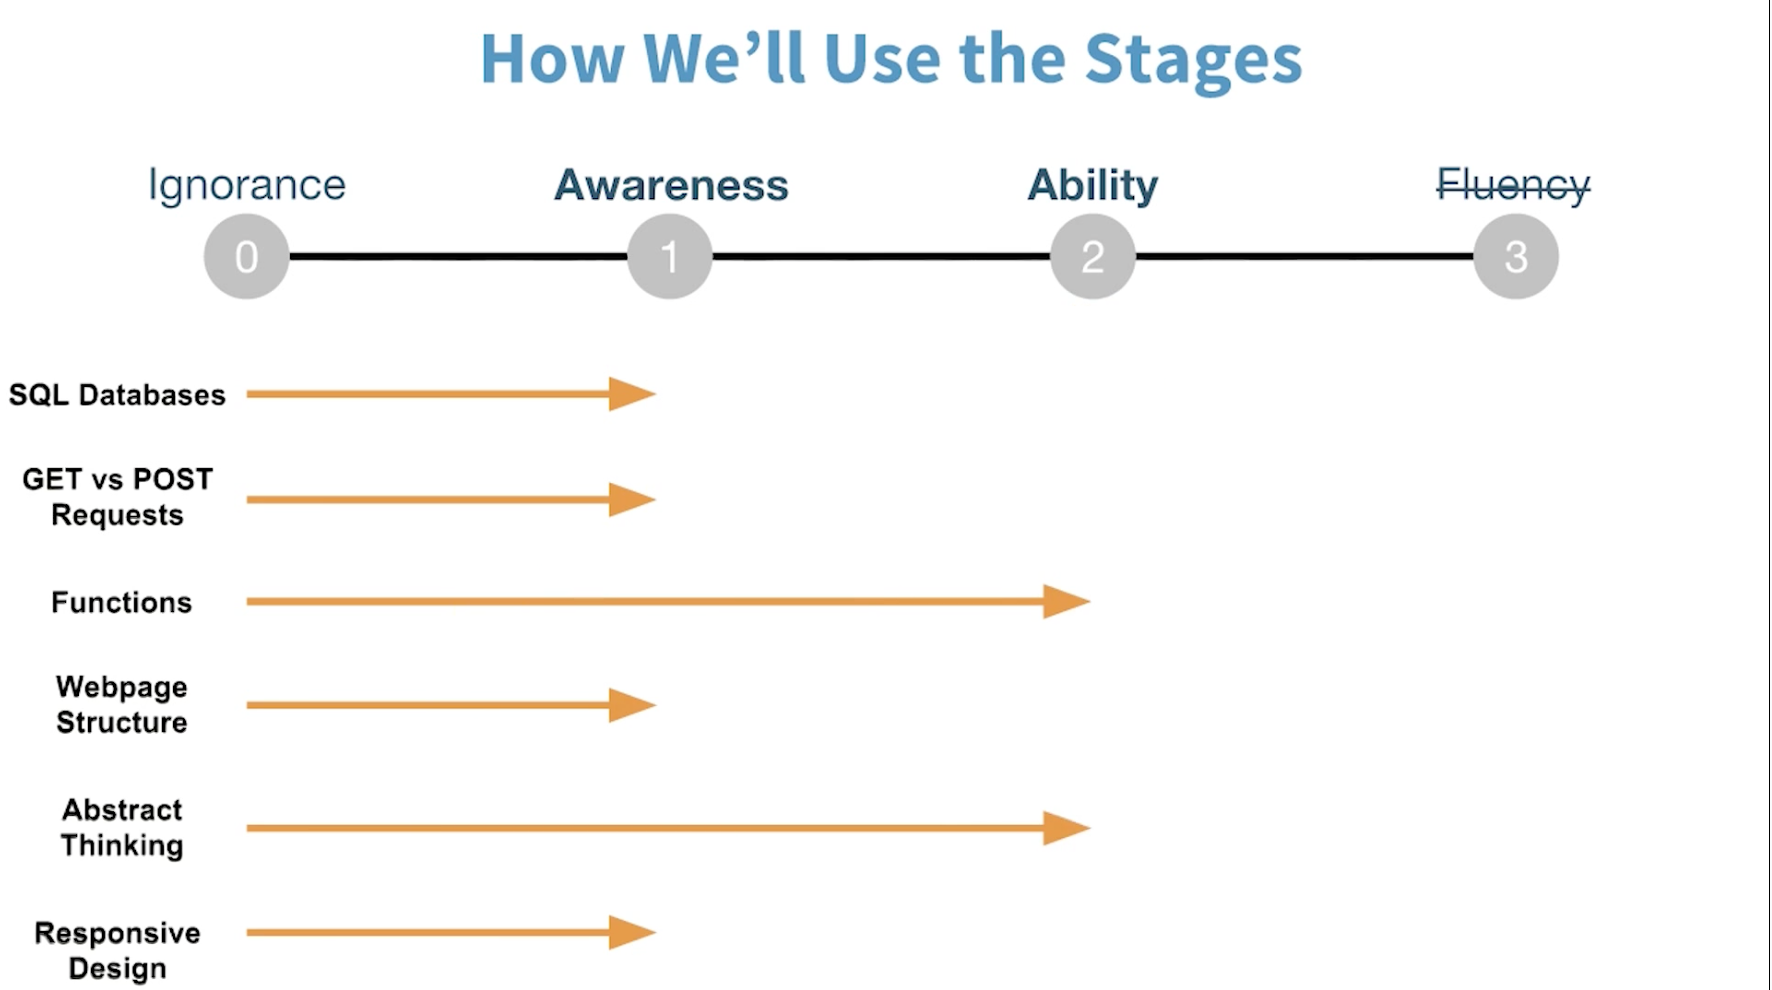 How We’ll Use the Stages
Ignorance
Awareness
Ability
Fluency
0
1
2
3
SQL Databases
GET vs POST
Requests
Functions
Webpage
Structure
Abstract
Thinking
Responsive
Design